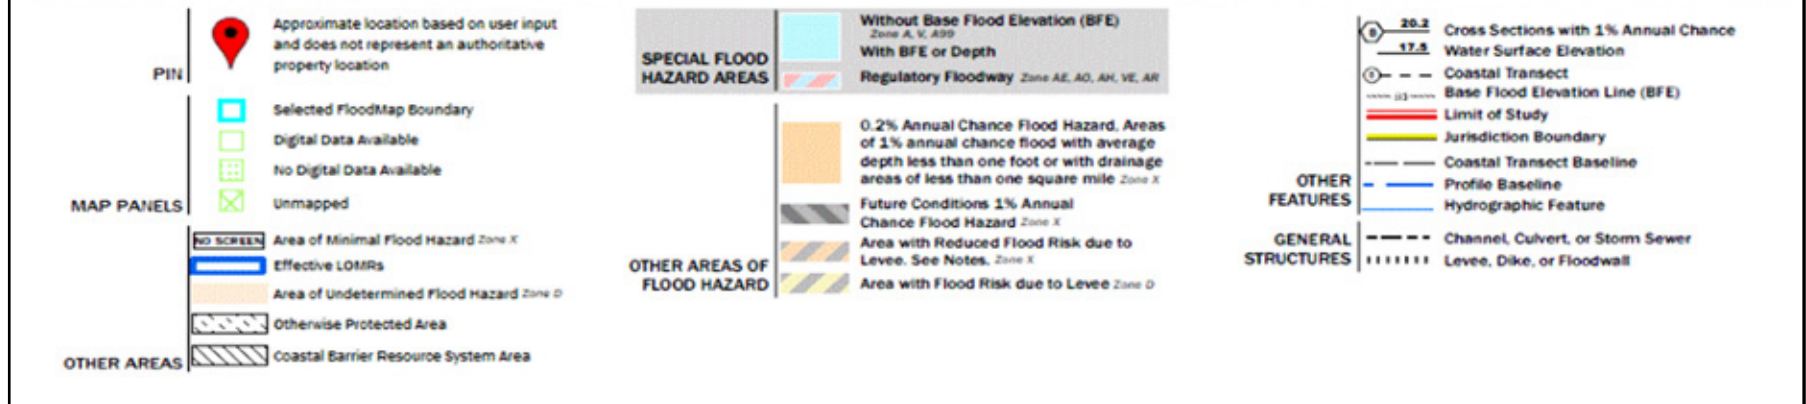 PIN
Approximate location based on user input
and does not represent an authoritative
property location
MAP PANELS
Selected FloodMap Boundary
Digital Data Available
No Digital Data Available
Unmapped
OTHER AREAS
NO SCREEN Area of Minimal Flood Hazard Zone X
Effective LOMRs
Area of Undetermined Flood Hazard Zone D
Otherwise Protected Area
Coastal Barrier Resource System Area
SPECIAL FLOOD
HAZARD AREAS
Without Base Flood Elevation (BFE)
Zone A, V, A99
With BFE or Depth
Regulatory Floodway Zone AE, AO, AH, VE, AR
OTHER AREAS OF
FLOOD HAZARD
0.2% Annual Chance Flood Hazard, Areas
of 1% annual chance flood with average
depth less than one foot or with drainage
areas of less than one square mile Zone X
Future Conditions 1% Annual
Chance Flood Hazard Zone X
Area with Reduced Flood Risk due to
Levee. See Notes. Zone X
Area with Flood Risk due to Levee Zone D
OTHER
FEATURES
20.2 Cross Sections with 1% Annual Chance
17.5 Water Surface Elevation
Coastal Transect
Base Flood Elevation Line (BFE)
Limit of Study
Jurisdiction Boundary
Coastal Transect Baseline
Profile Baseline
Hydrographic Feature
GENERAL
STRUCTURES
Channel, Culvert, or Storm Sewer
Levee, Dike, or Floodwall